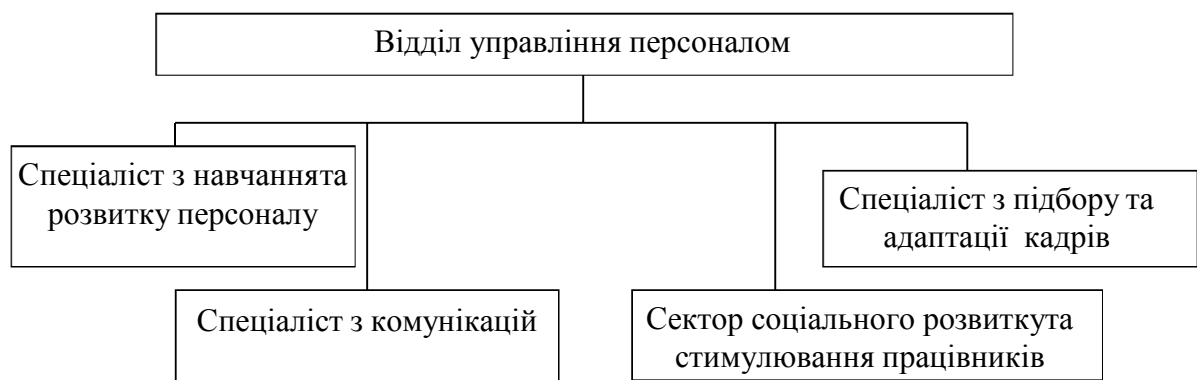 Відділ управління персоналом
Спеціаліст з навчаннята
розвитку персоналу
Спеціаліст з підбору та
адаптації кадрів
Спеціаліст з комунікацій
Сектор соціального розвиткута
стимулювання працівників